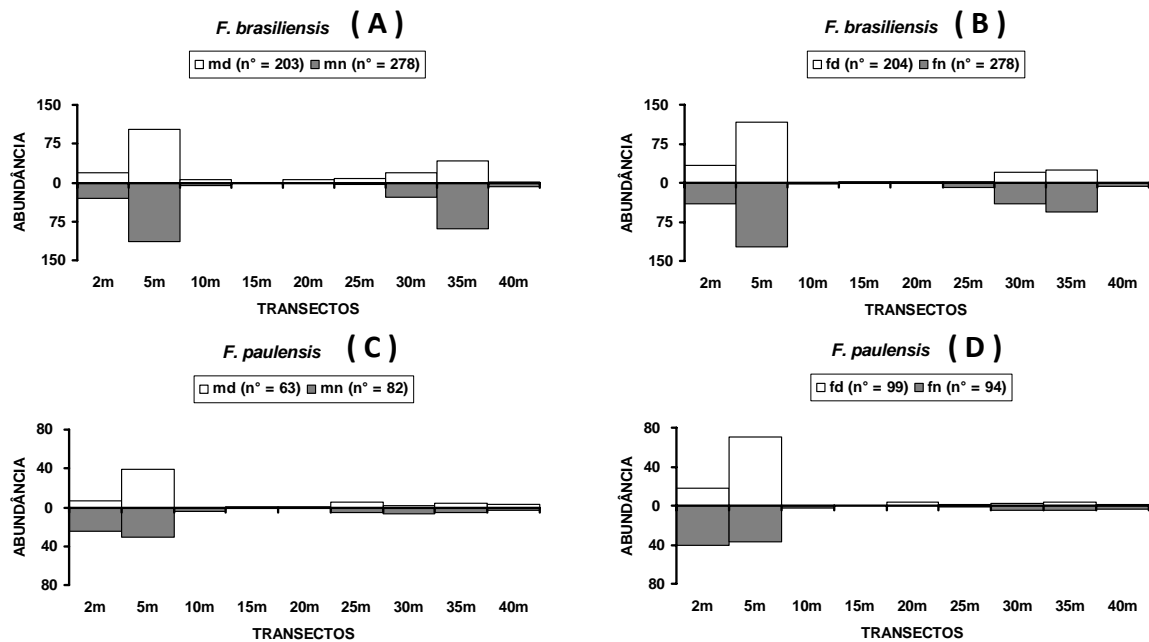 F. brasiliensis ( A )
md (n° = 203) mn (n° = 278)
ABUNDÂNCIA
150
75
0
75
150
2m 5m 10m 15m 20m 25m 30m 35m 40m
TRANSECTOS
F. brasiliensis ( B )
fd (n° = 204) fn (n° = 278)
ABUNDÂNCIA
150
75
0
75
150
2m 5m 10m 15m 20m 25m 30m 35m 40m
TRANSECTOS
F. paulensis ( C )
md (n° = 63) mn (n° = 82)
ABUNDÂNCIA
80
40
0
40
80
2m 5m 10m 15m 20m 25m 30m 35m 40m
TRANSECTOS
F. paulensis ( D )
fd (n° = 99) fn (n° = 94)
ABUNDÂNCIA
80
40
0
40
80
2m 5m 10m 15m 20m 25m 30m 35m 40m
TRANSECTOS